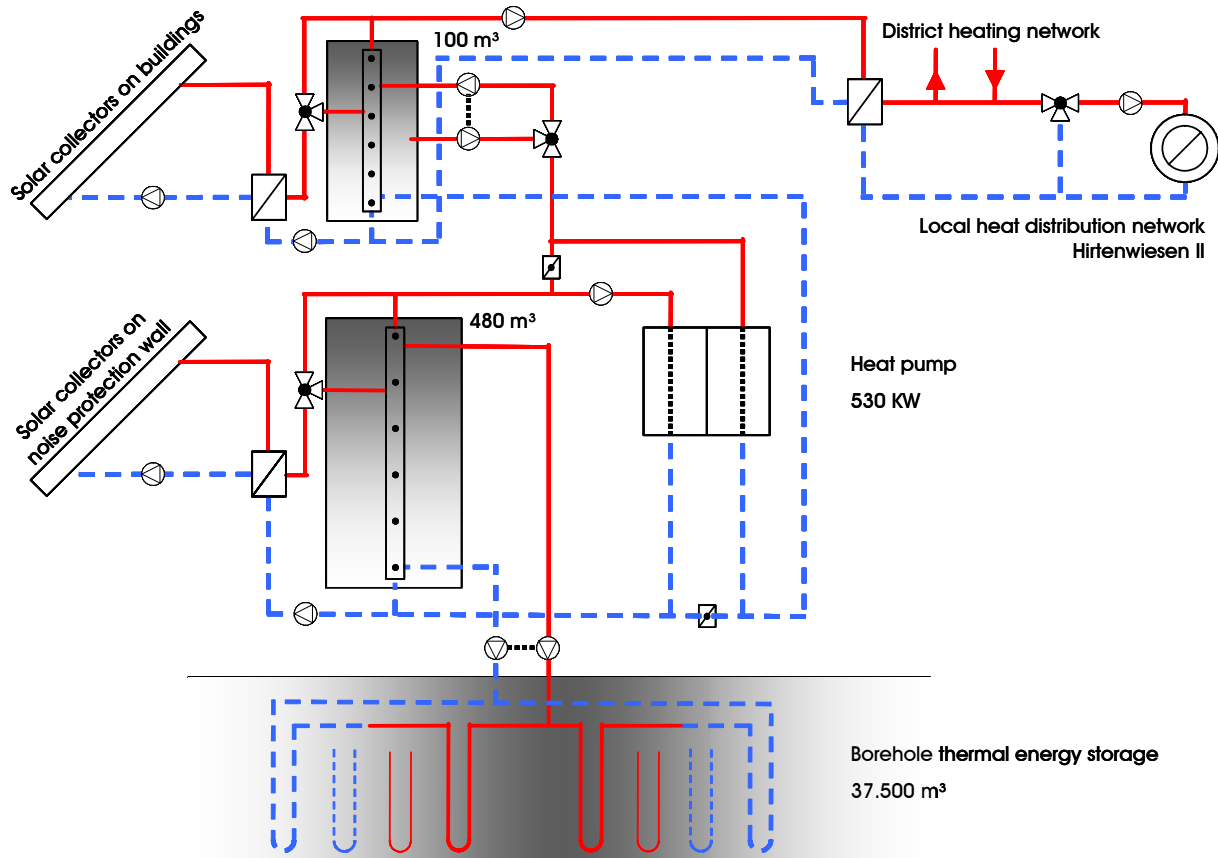 Solar collectors on buildings
100 m³
District heating network
Local heat distribution network
Hirtenwiesen II
Solar collectors on
noise protection wall
480 m³
Heat pump
530 KW
Borehole thermal energy storage
37.500 m³